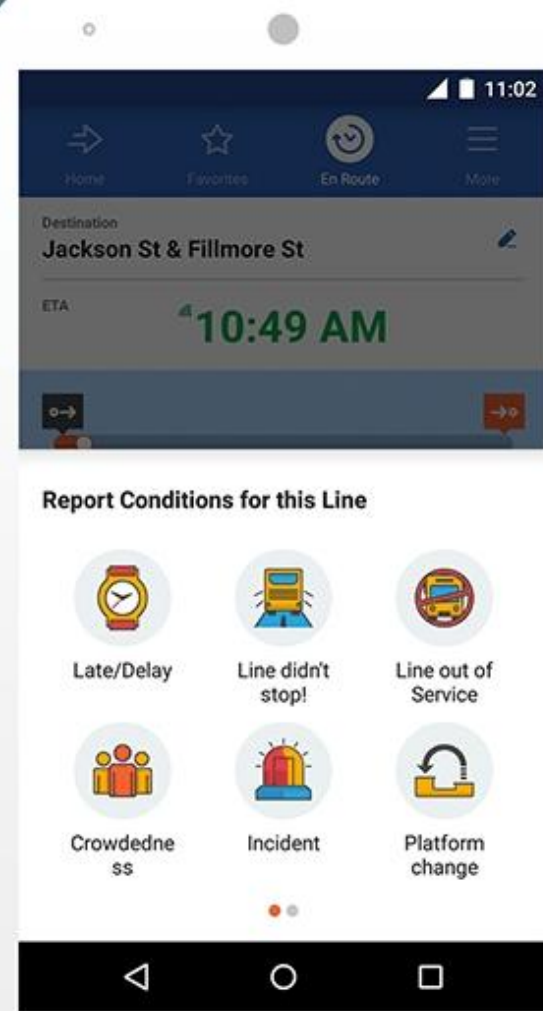 11:02
Home
Favorites
En Route
More
Destination
Jackson St & Fillmore St
ETA
10:49 AM
Report Conditions for this Line
Late/Delay
Line didn't
stop!
Line out of
Service
Crowdedne
ss
Incident
Platform
change